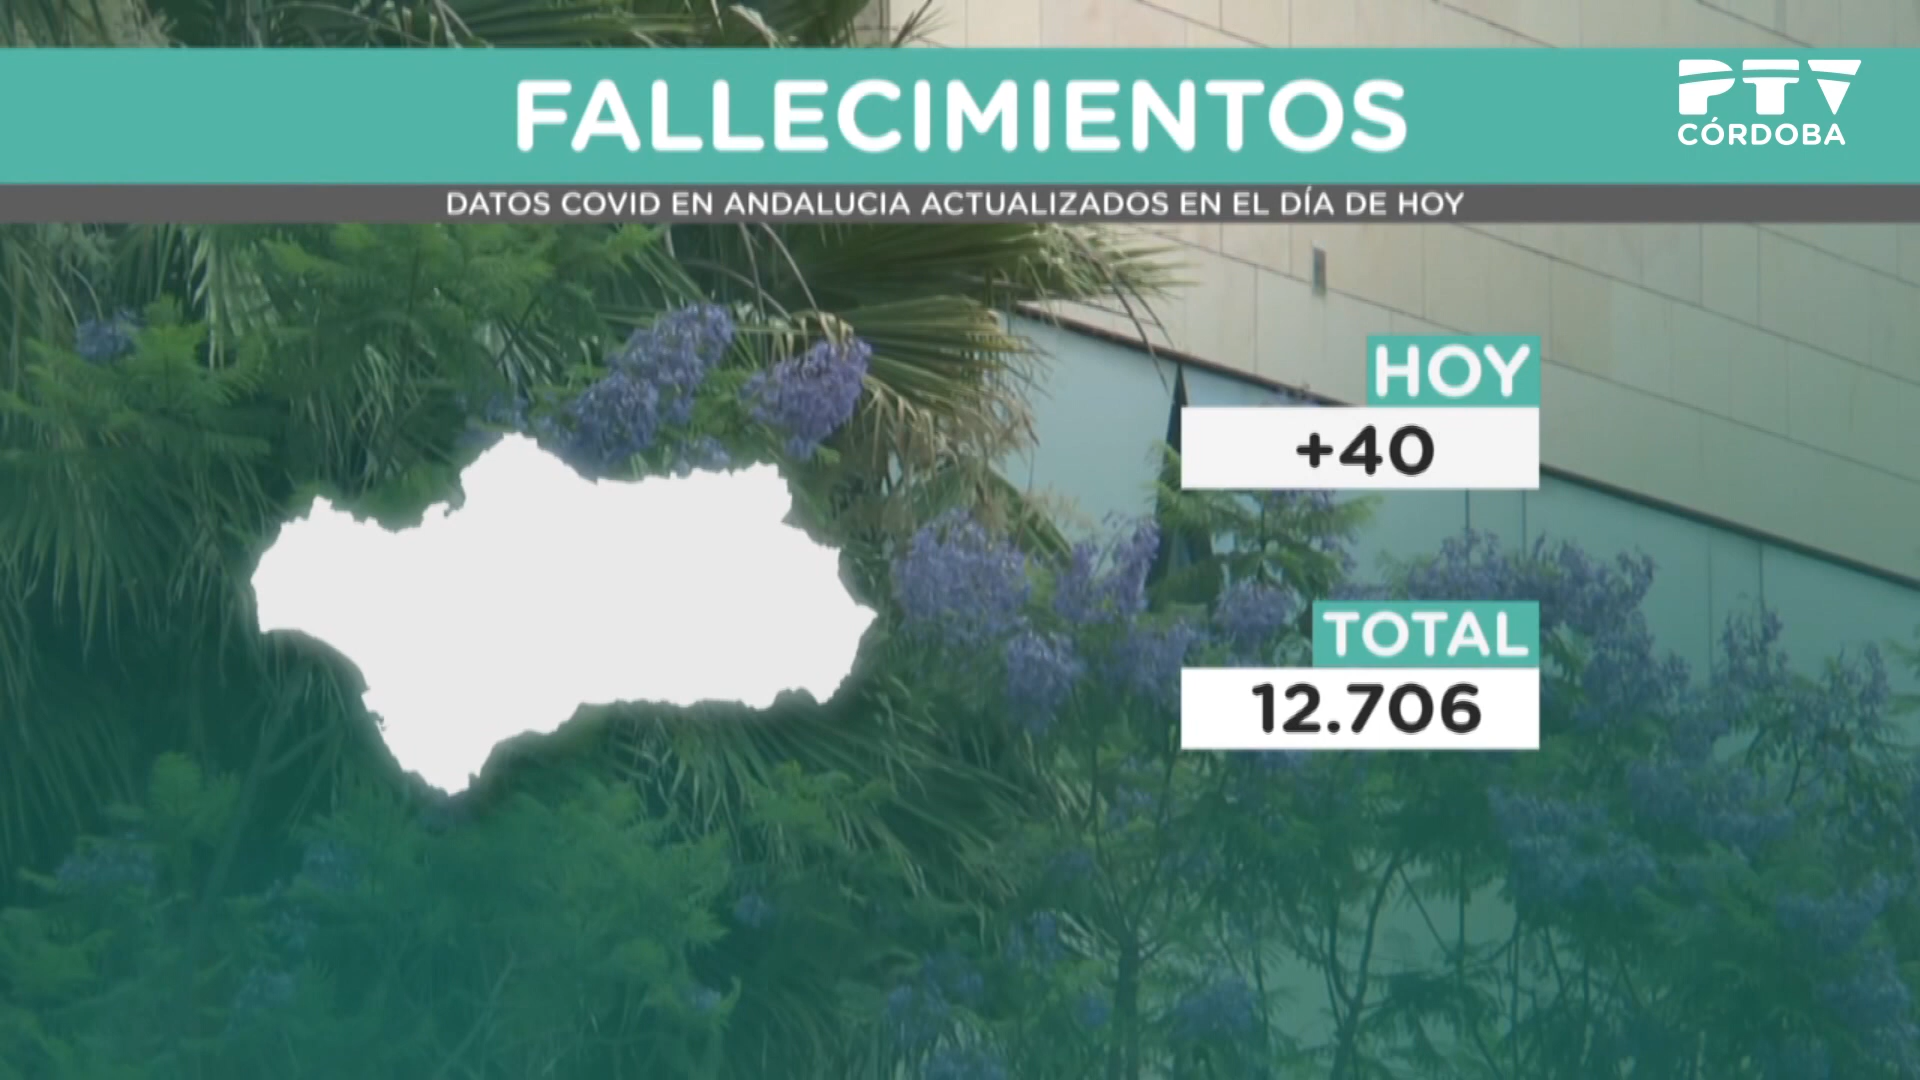 FALLECIMIENTOS
PTV
CÓRDOBA
DATOS COVID EN ANDALUCIA ACTUALIZADOS EN EL DÍA DE HOY
HOY
+40
TOTAL
12.706